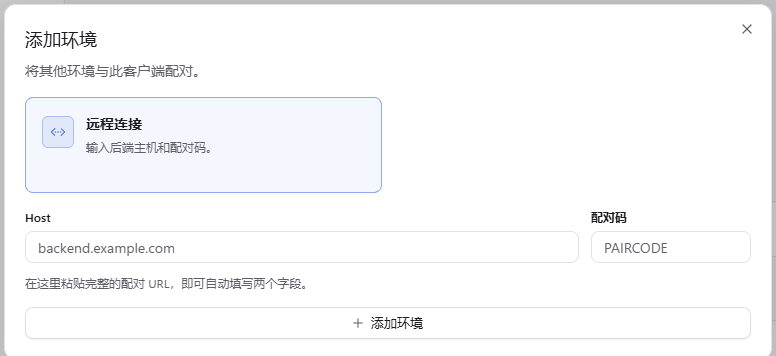 添加环境
将其他环境与此客户端配对。
远程连接
输入后端主机和配对码。
Host
配对码
backend.example.com
PAIRCODE
在这里粘贴完整的配对 URL，即可自动填写两个字段。
添加环境